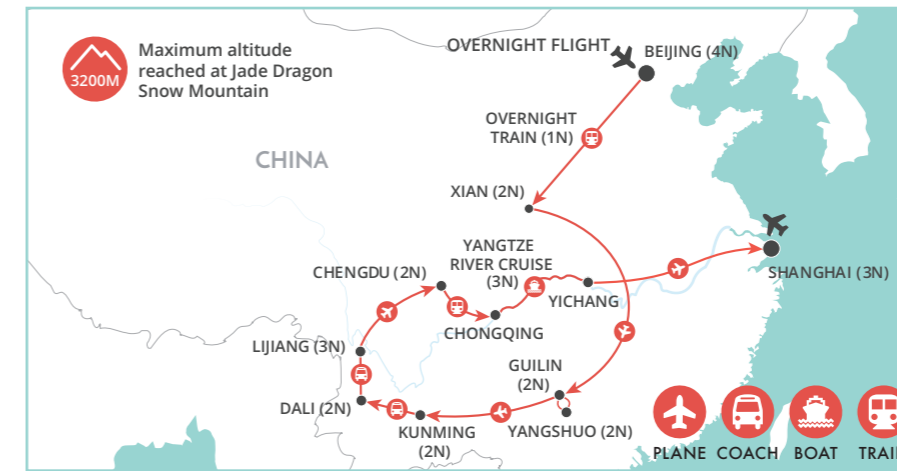 3200M
Maximum altitude
reached at Jade Dragon
Snow Mountain
OVERNIGHT FLIGHT
BEIJING (4N)
OVERNIGHT
TRAIN (1N)
CHINA
XIAN (2N)
YANGTZE
RIVER CRUISE
(3N)
CHENGDU (2N)
SHANGHAI (3N)
YICHANG
CHONGQING
LIJIANG (3N)
GUILIN
(2N)
DALI (2N)
KUNMING
(2N)
YANGSHUO (2N)
PLANE
COACH
BOAT
TRAI